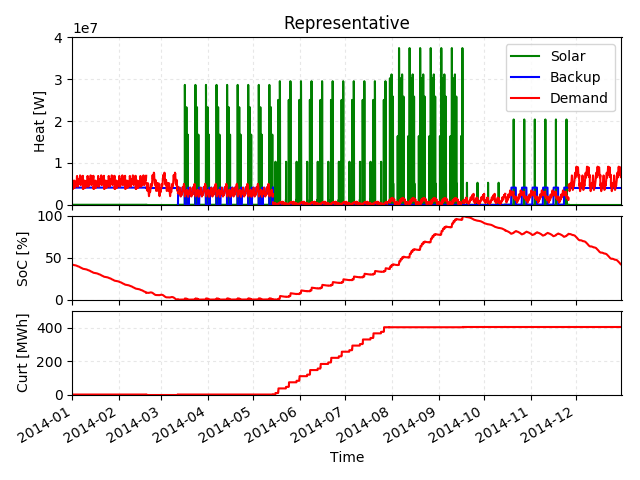 Representative
1e7
Heat [W]
4
3
2
1
0
Solar
Backup
Demand
SoC [%]
100
50
0
Curt [MWh]
400
200
0
2014-01
2014-02
2014-03
2014-04
2014-05
2014-06
2014-07
2014-08
2014-09
2014-10
2014-11
2014-12
Time